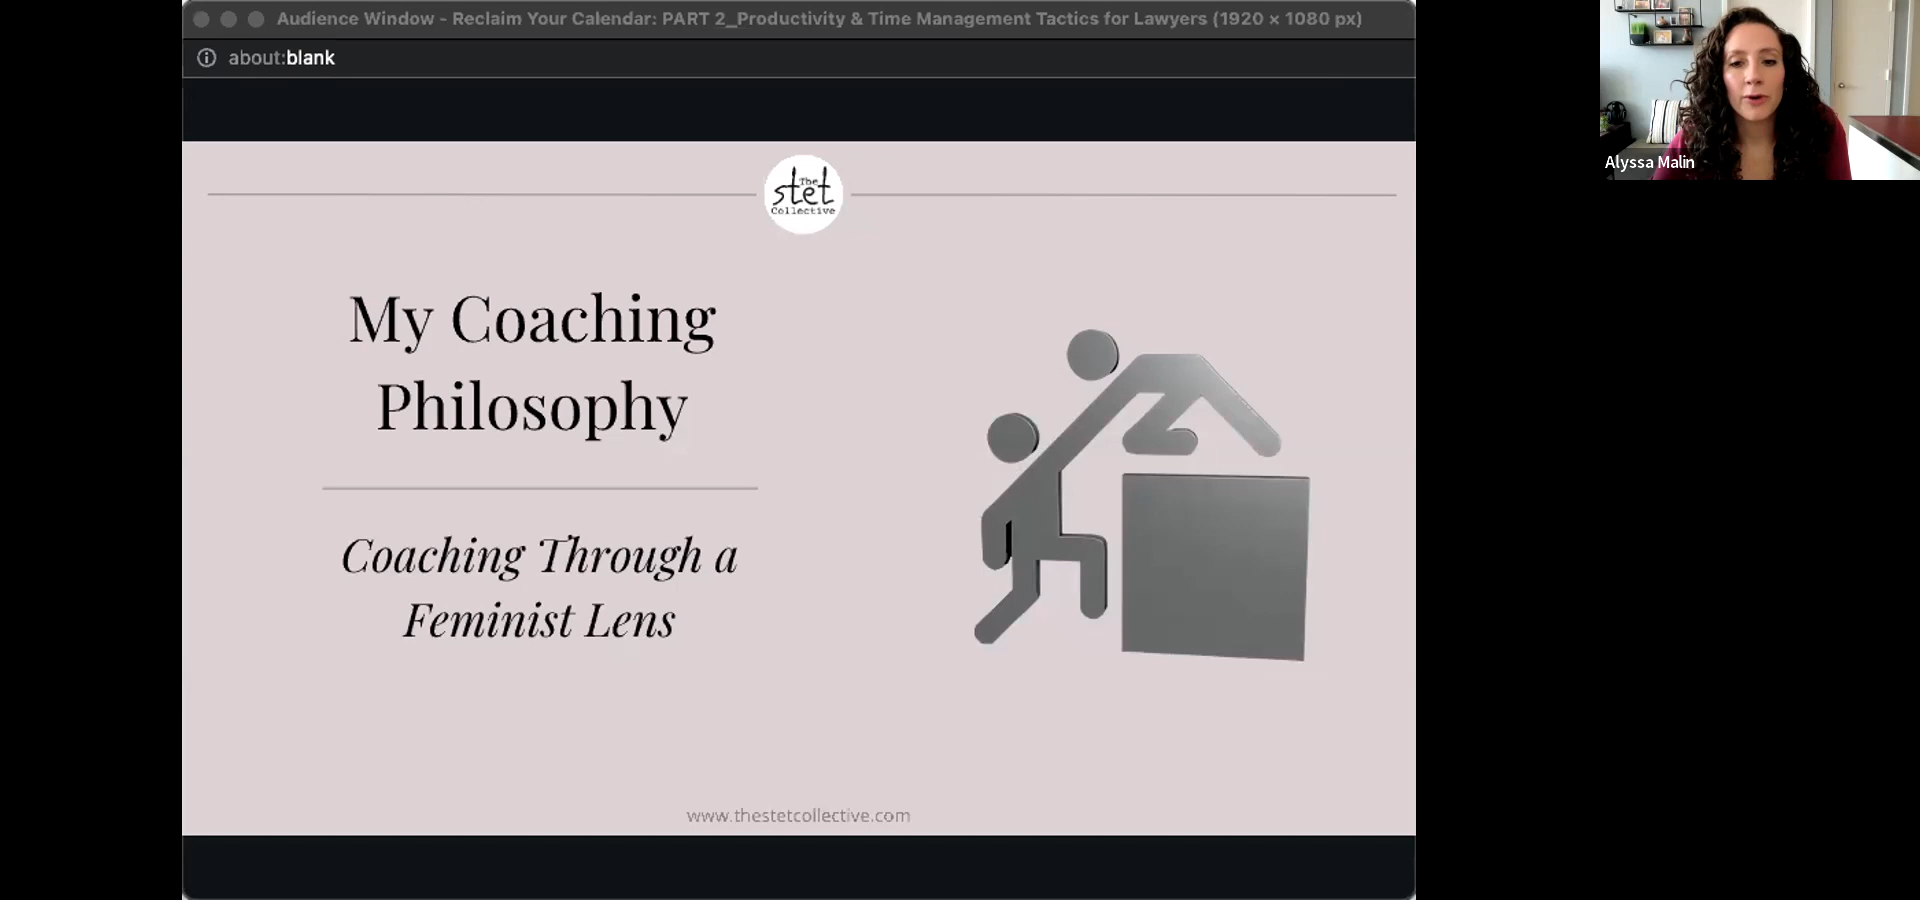 Audience Window - Reclaim Your Calendar: PART 2_Productivity & Time Management Tactics for Lawyers (1920 × 1080 px)
about:blank
The
stet
Collective
My Coaching
Philosophy
Coaching Through a
Feminist Lens
www.thestetcollective.com
Alyssa Malin